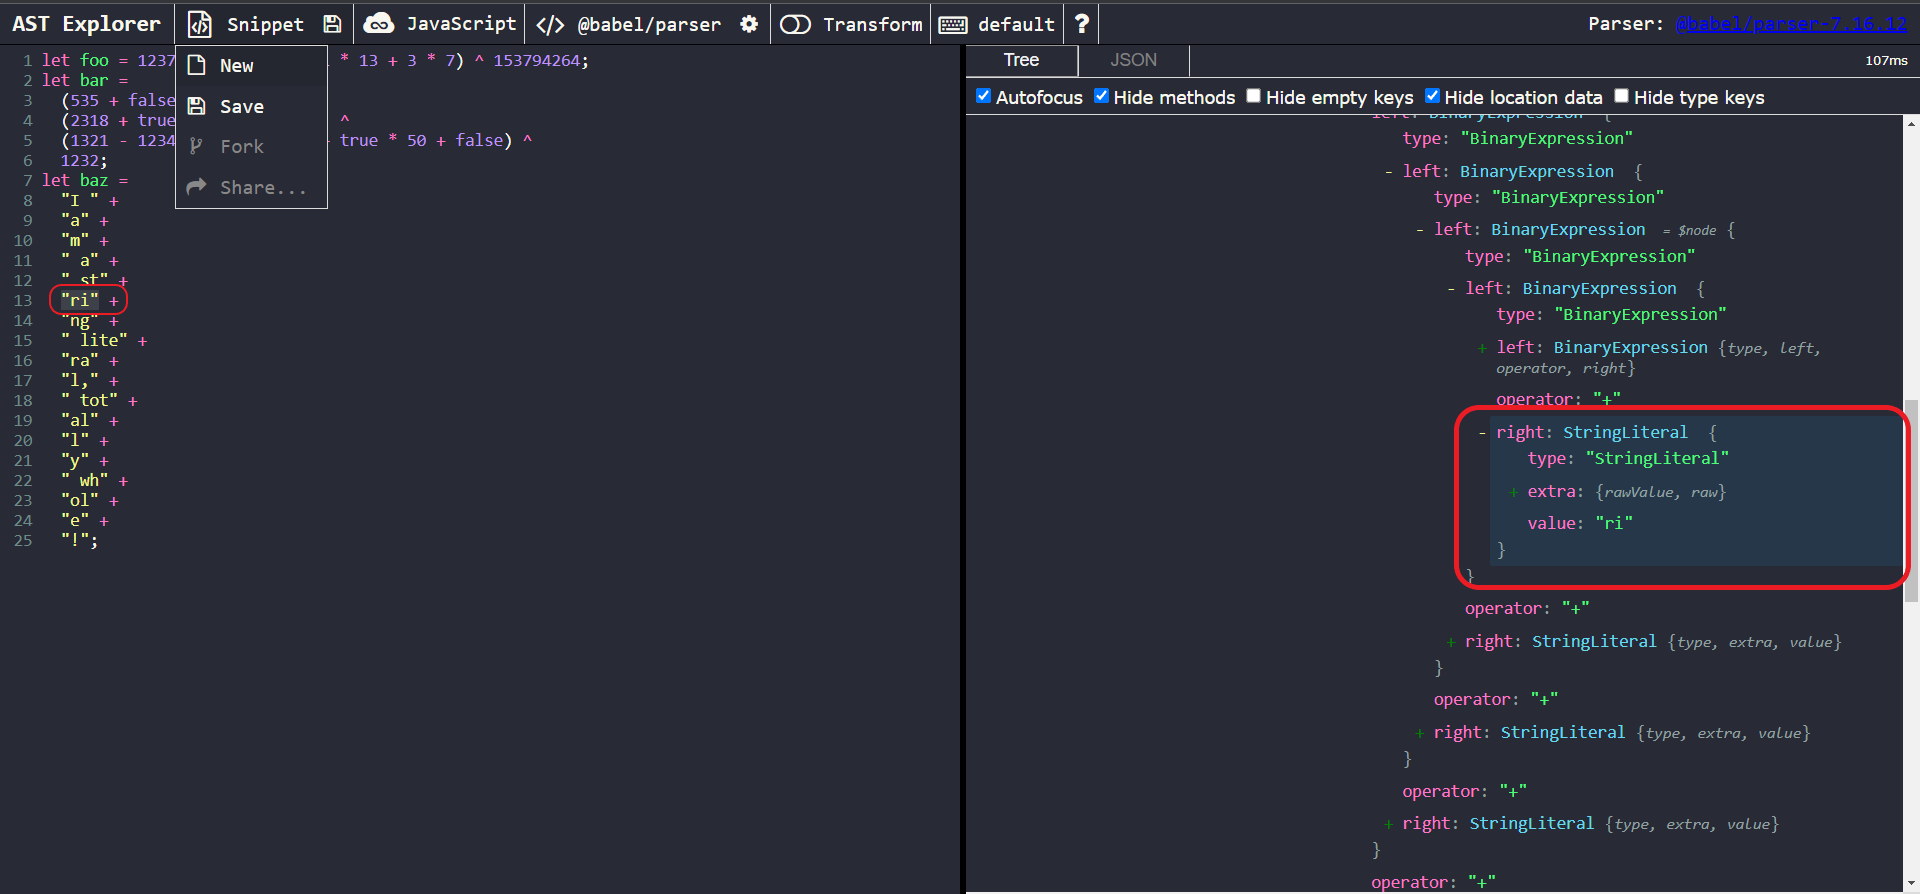 AST Explorer Snippet JavaScript </> @babel/parser Transform default ? Parser: @babel/parser-7.16.12
New
Save
Fork
Share...
1 let foo = 1237 * 13 + 3 * 7) ^ 153794264;
2 let bar =
3 (535 + false
4 (2318 + true ^
5 (1321 - 1234 true * 50 + false) ^
6 1232;
7 let baz =
8 "I " +
9 "a" +
10 "m" +
11 " a" +
12 " st" +
13 "ri" +
14 "ng" +
15 " lite" +
16 "ra" +
17 "l," +
18 " tot" +
19 "al" +
20 "l" +
21 "y" +
22 " wh" +
23 "ol" +
24 "e" +
25 "!";
Tree JSON 107ms
Autofocus Hide methods Hide empty keys Hide location data Hide type keys
left: BinaryExpression {
type: "BinaryExpression"
- left: BinaryExpression {
type: "BinaryExpression"
- left: BinaryExpression = $node {
type: "BinaryExpression"
- left: BinaryExpression {
type: "BinaryExpression"
+ left: BinaryExpression {type, left,
operator, right}
operator: "+"
- right: StringLiteral {
type: "StringLiteral"
+ extra: {rawValue, raw}
value: "ri"
}
}
operator: "+"
+ right: StringLiteral {type, extra, value}
}
operator: "+"
+ right: StringLiteral {type, extra, value}
}
operator: "+"
+ right: StringLiteral {type, extra, value}
}
operator: "+"